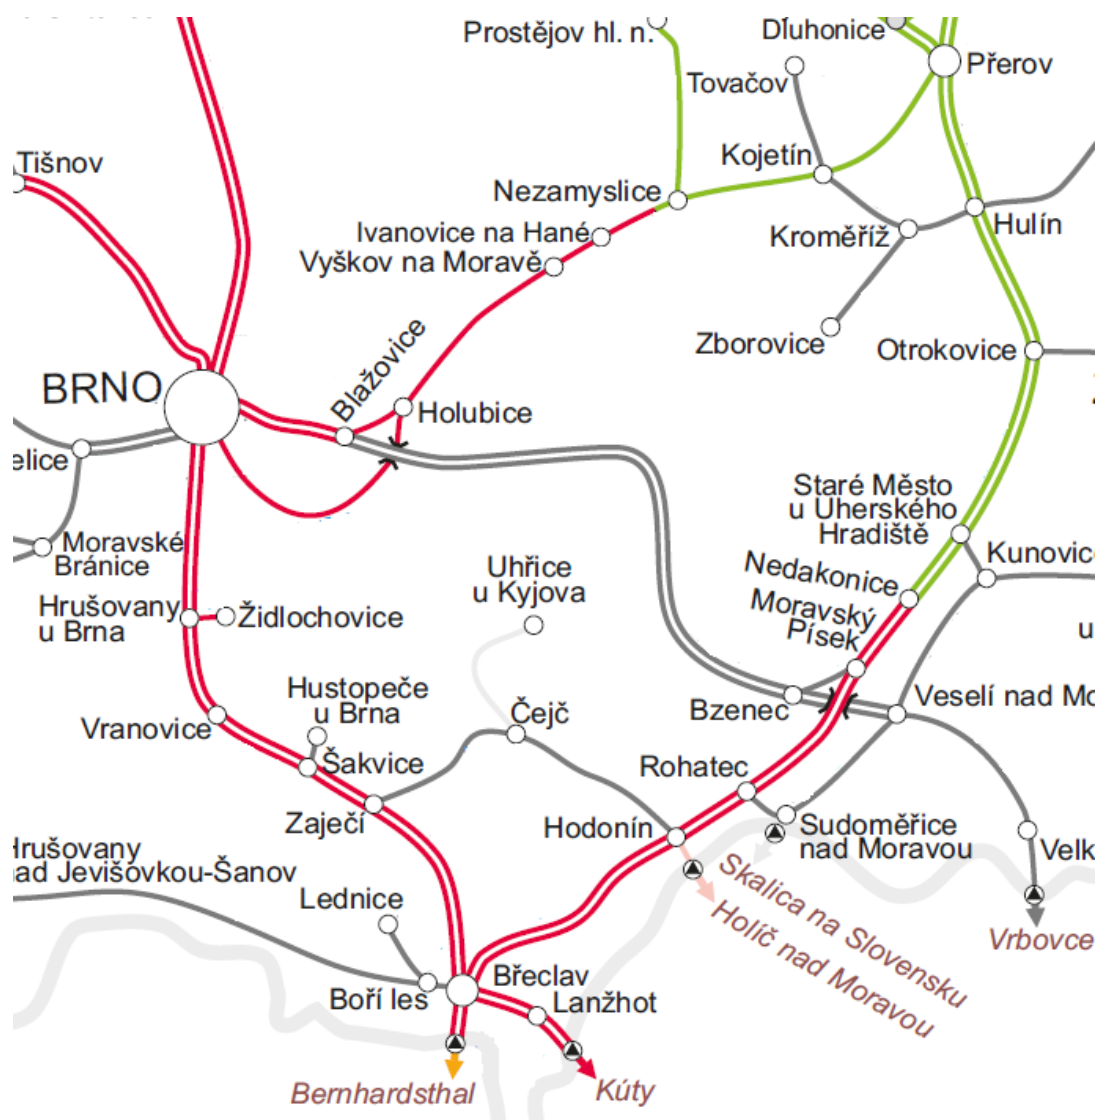 Prostějov hl. n.
Dluhonice
Přerov
Tovačov
Tišnov
Kojetín
Nezamyslice
Ivanovice na Hané
Hulín
Kroměříž
Vyškov na Moravě
Zborovice
Otrokovice
Blažovice
BRNO
Holubice
elice
Staré Město
u Uherského
Hradiště
Moravské
Bránice
Kunovic
Uhřice
u Kyjova
Nedakonice
Moravský
Písek
Hrušovany
u Brna
Židlochovice
u
Hustopeče
u Brna
Vranovice
Čejč
Bzenec
Veselí nad Mo
Šakvice
Rohatec
Zaječí
Hodonín
Sudoměřice
nad Moravou
Velk
Hrušovany
ad Jevišovkou-Šanov
Lednice
Skalica na Slovensku
Holíč nad Moravou
Vrbovce
Břeclav
Boří les
Lanžhot
Bernhardsthal
Kúty